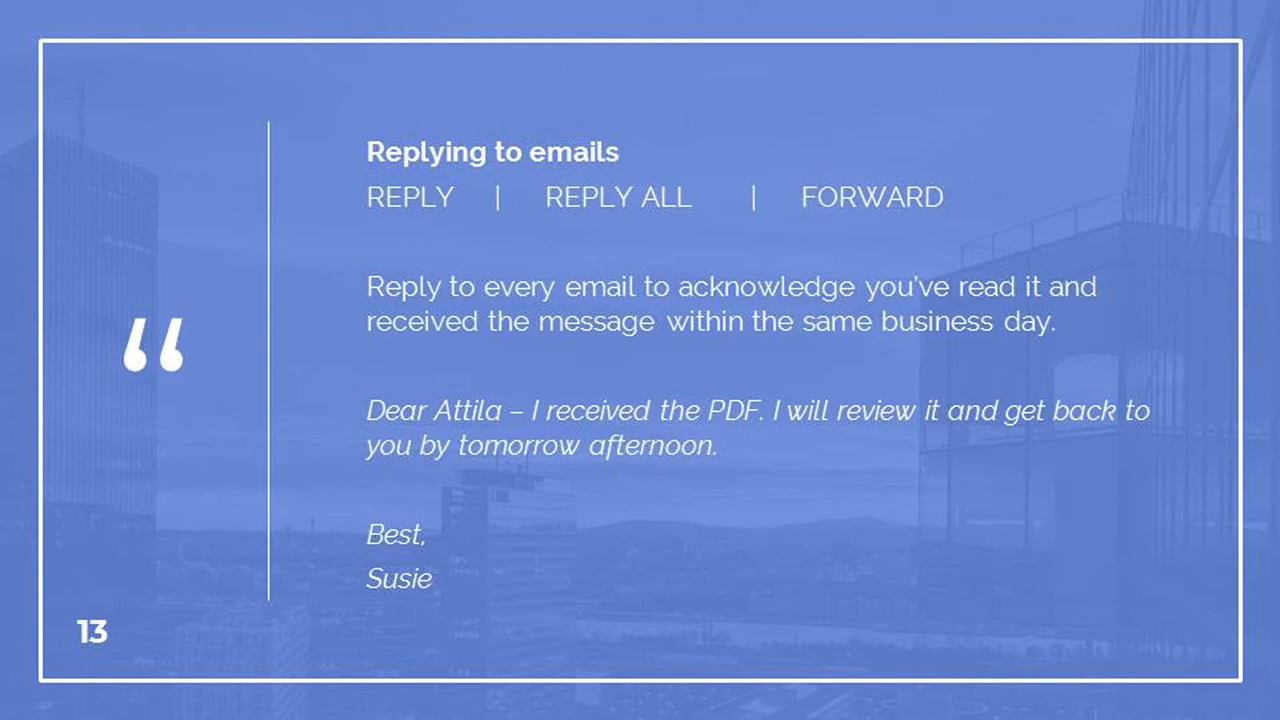 Replying to emails
REPLY | REPLY ALL | FORWARD
Reply to every email to acknowledge you’ve read it and
received the message within the same business day.
“
Dear Attila – I received the PDF. I will review it and get back to
you by tomorrow afternoon.
Best,
Susie
13